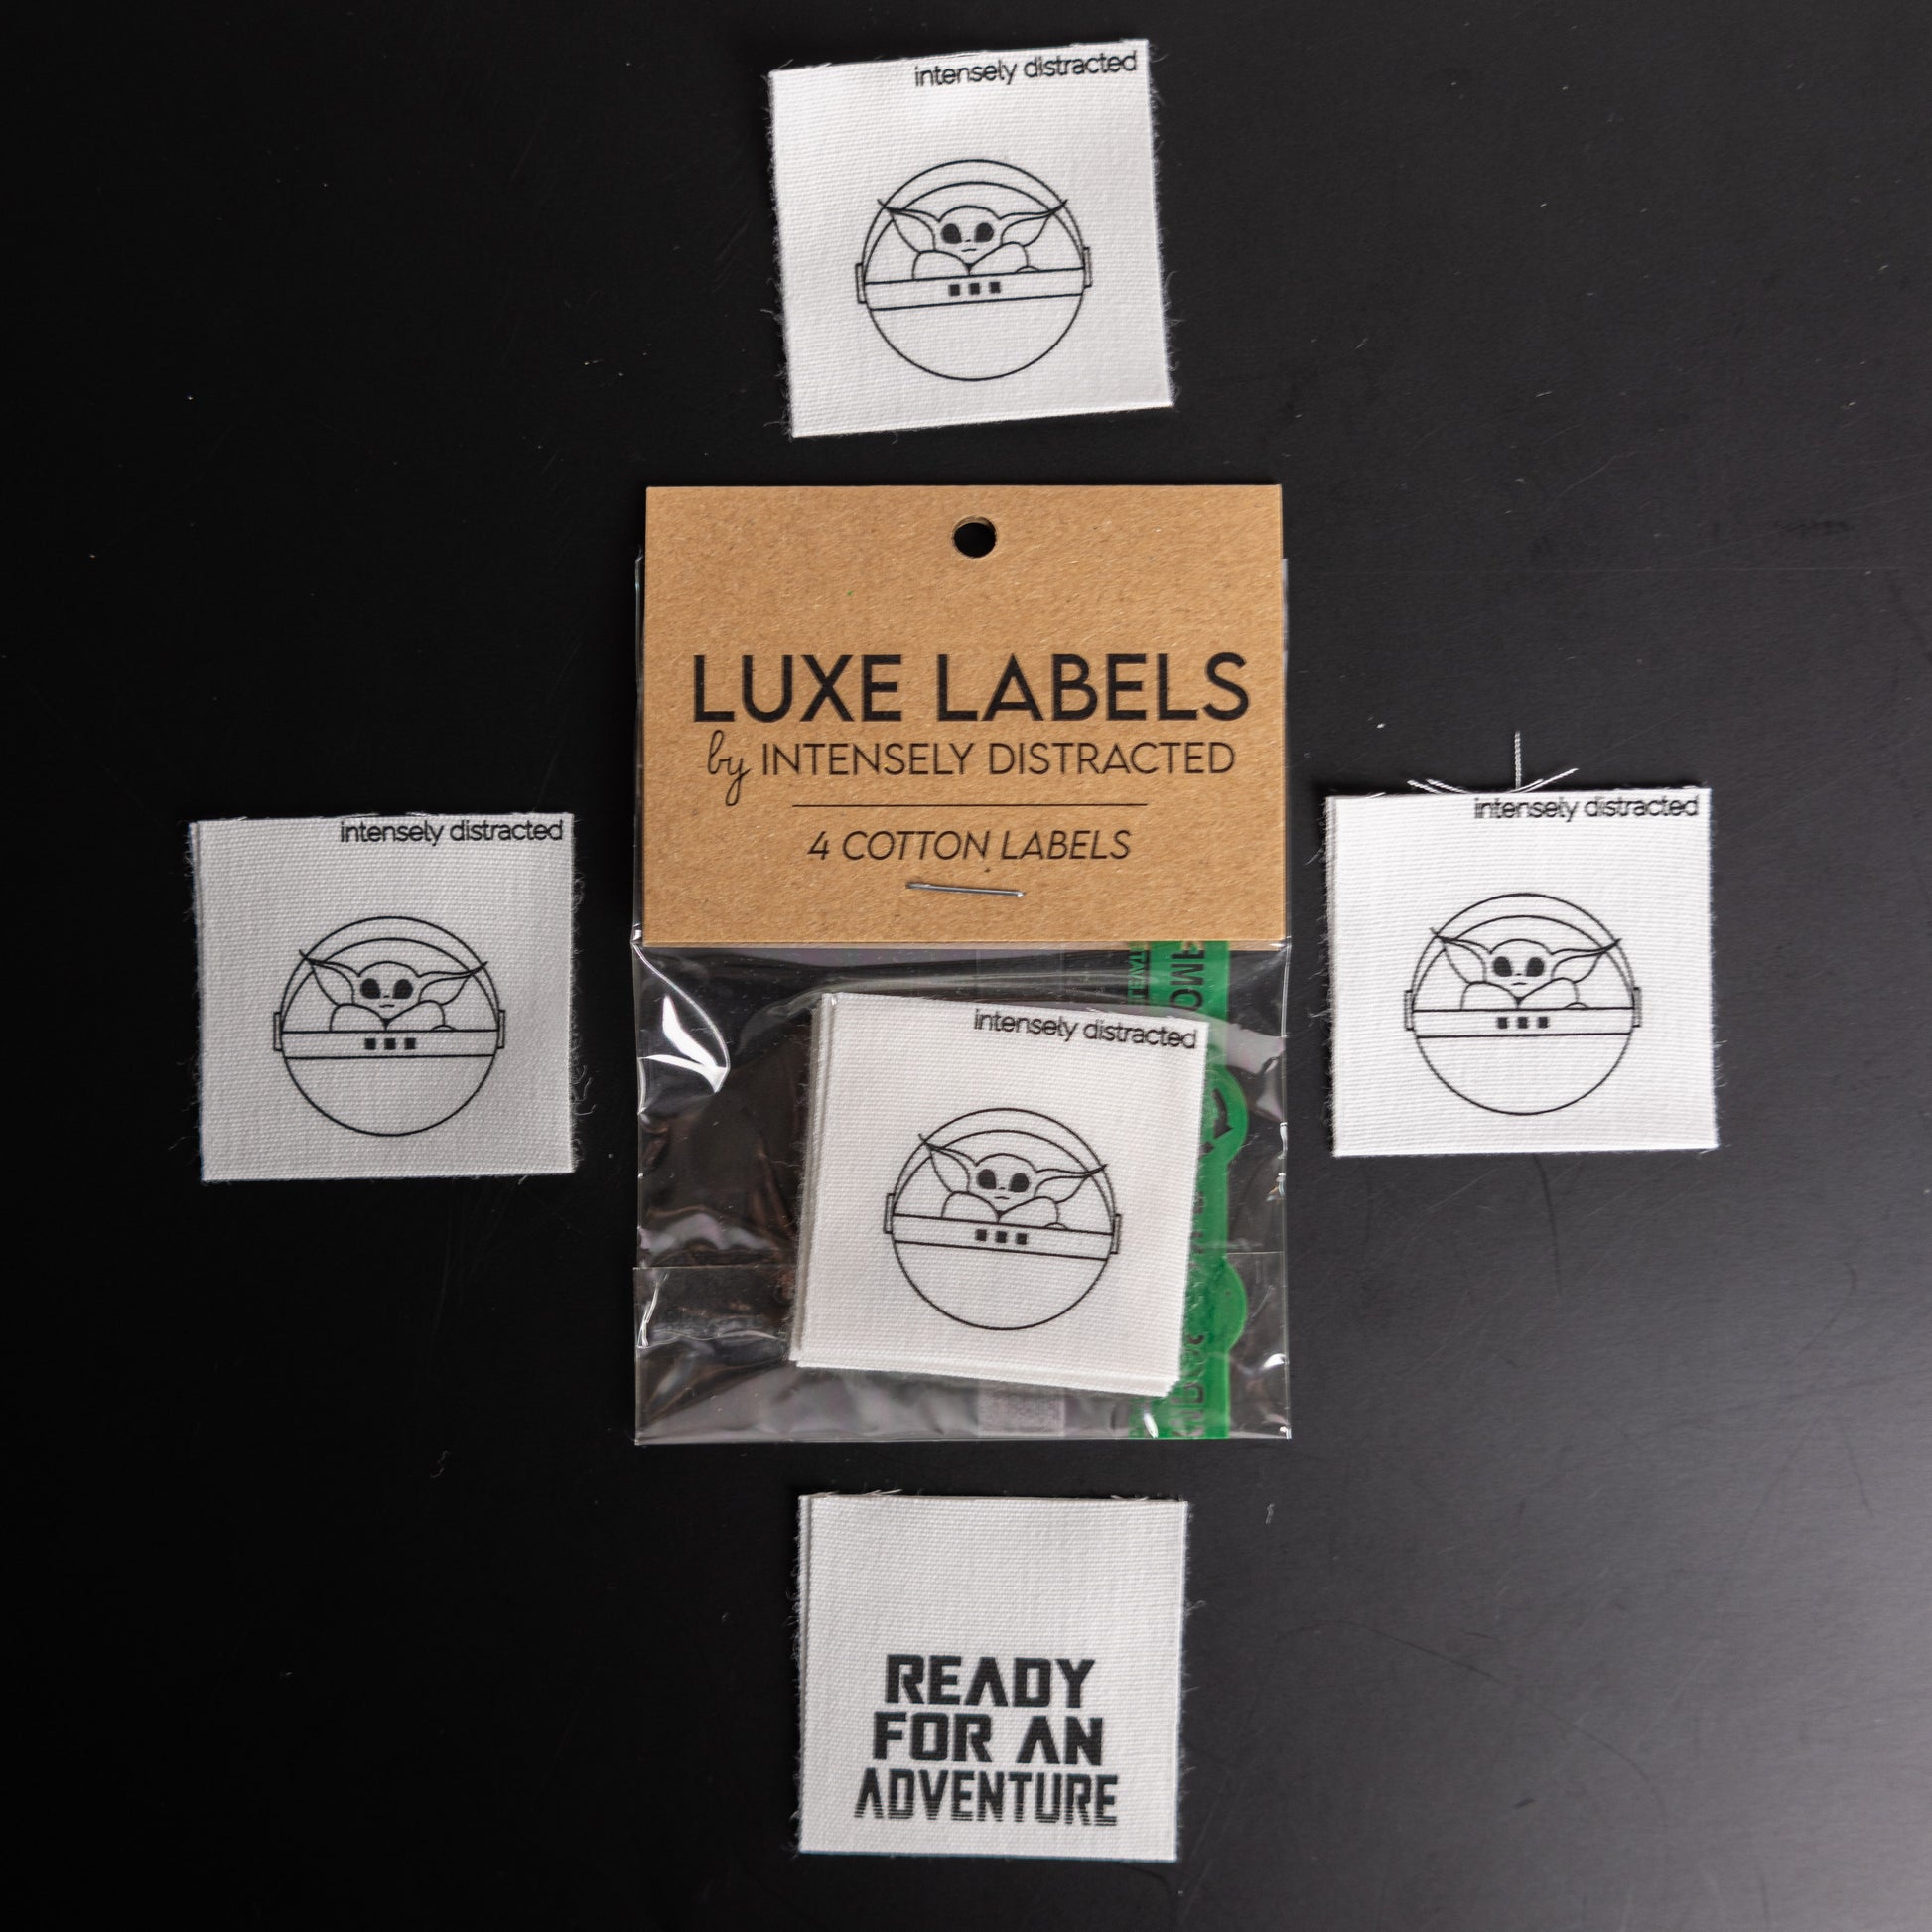 intensely distracted
LUXE LABELS
by INTENSELY DISTRACTED
4 COTTON LABELS
intensely distracted
intensely distracted
intensely distracted
READY
FOR AN
ADVENTURE